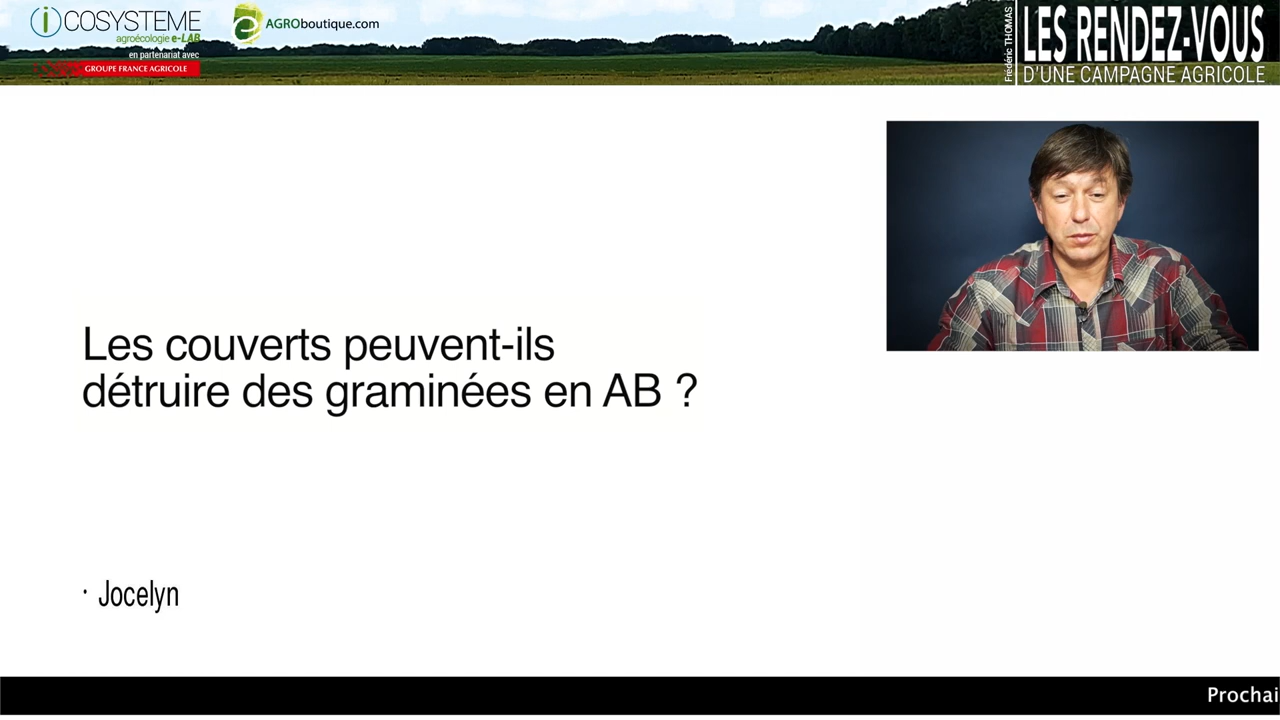 iCOSYSTEME
agroécologie e-LAB
en partenariat avec
GROUPE FRANCE AGRICOLE
e AGROboutique.com
Frédéric THOMAS
LES RENDEZ-VOUS
D'UNE CAMPAGNE AGRICOLE
Les couverts peuvent-ils
détruire des graminées en AB ?
· Jocelyn
Prochai